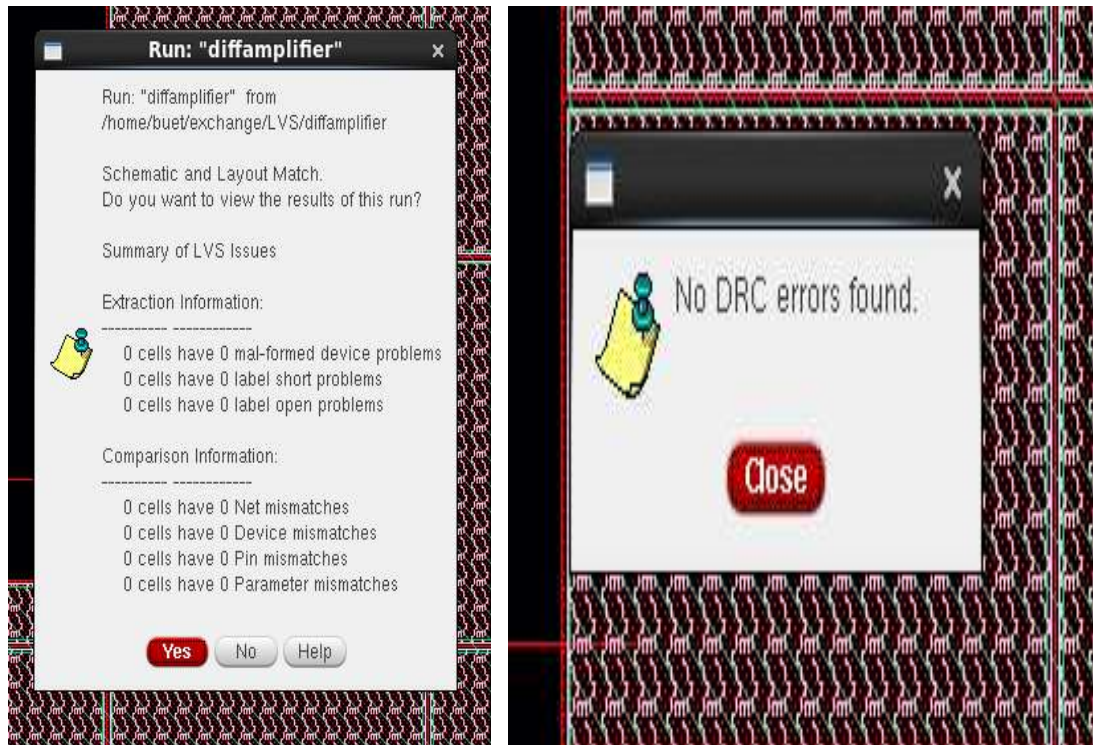 Run: "diffamplifier"
Run: "diffamplifier" from
/home/buet/exchange/LVS/diffamplifier
Schematic and Layout Match.
Do you want to view the results of this run?
Summary of LVS Issues
Extraction Information:
---------- ------------
0 cells have 0 mal-formed device problems
0 cells have 0 label short problems
0 cells have 0 label open problems
Comparison Information:
---------- ------------
0 cells have 0 Net mismatches
0 cells have 0 Device mismatches
0 cells have 0 Pin mismatches
0 cells have 0 Parameter mismatches
Yes No Help
No DRC errors found.
Close